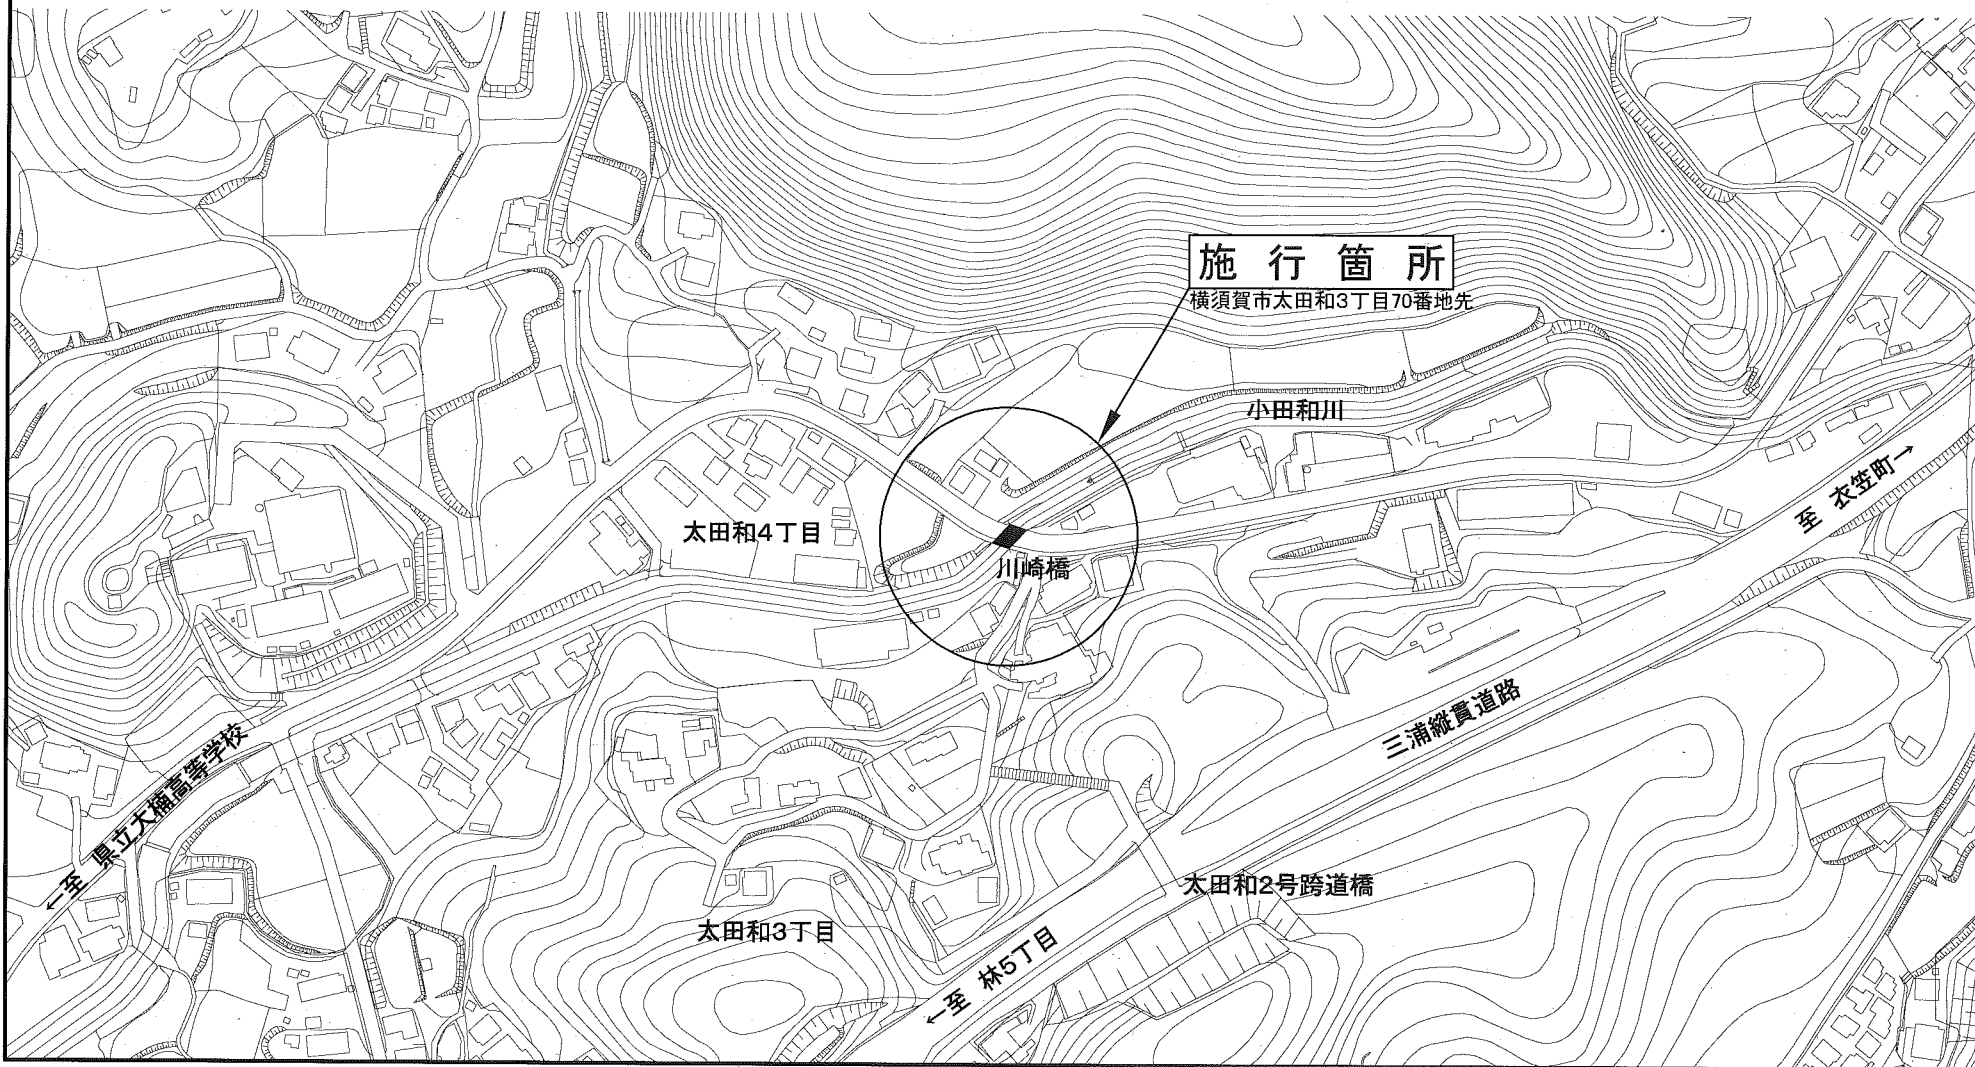 施行箇所
横須賀市太田和3丁目70番地先
小田和川
至 衣笠町→
太田和4丁目
川崎橋
三浦縦貫道路
←至 県立大楠高等学校
太田和2号跨道橋
太田和3丁目
←至 林5丁目